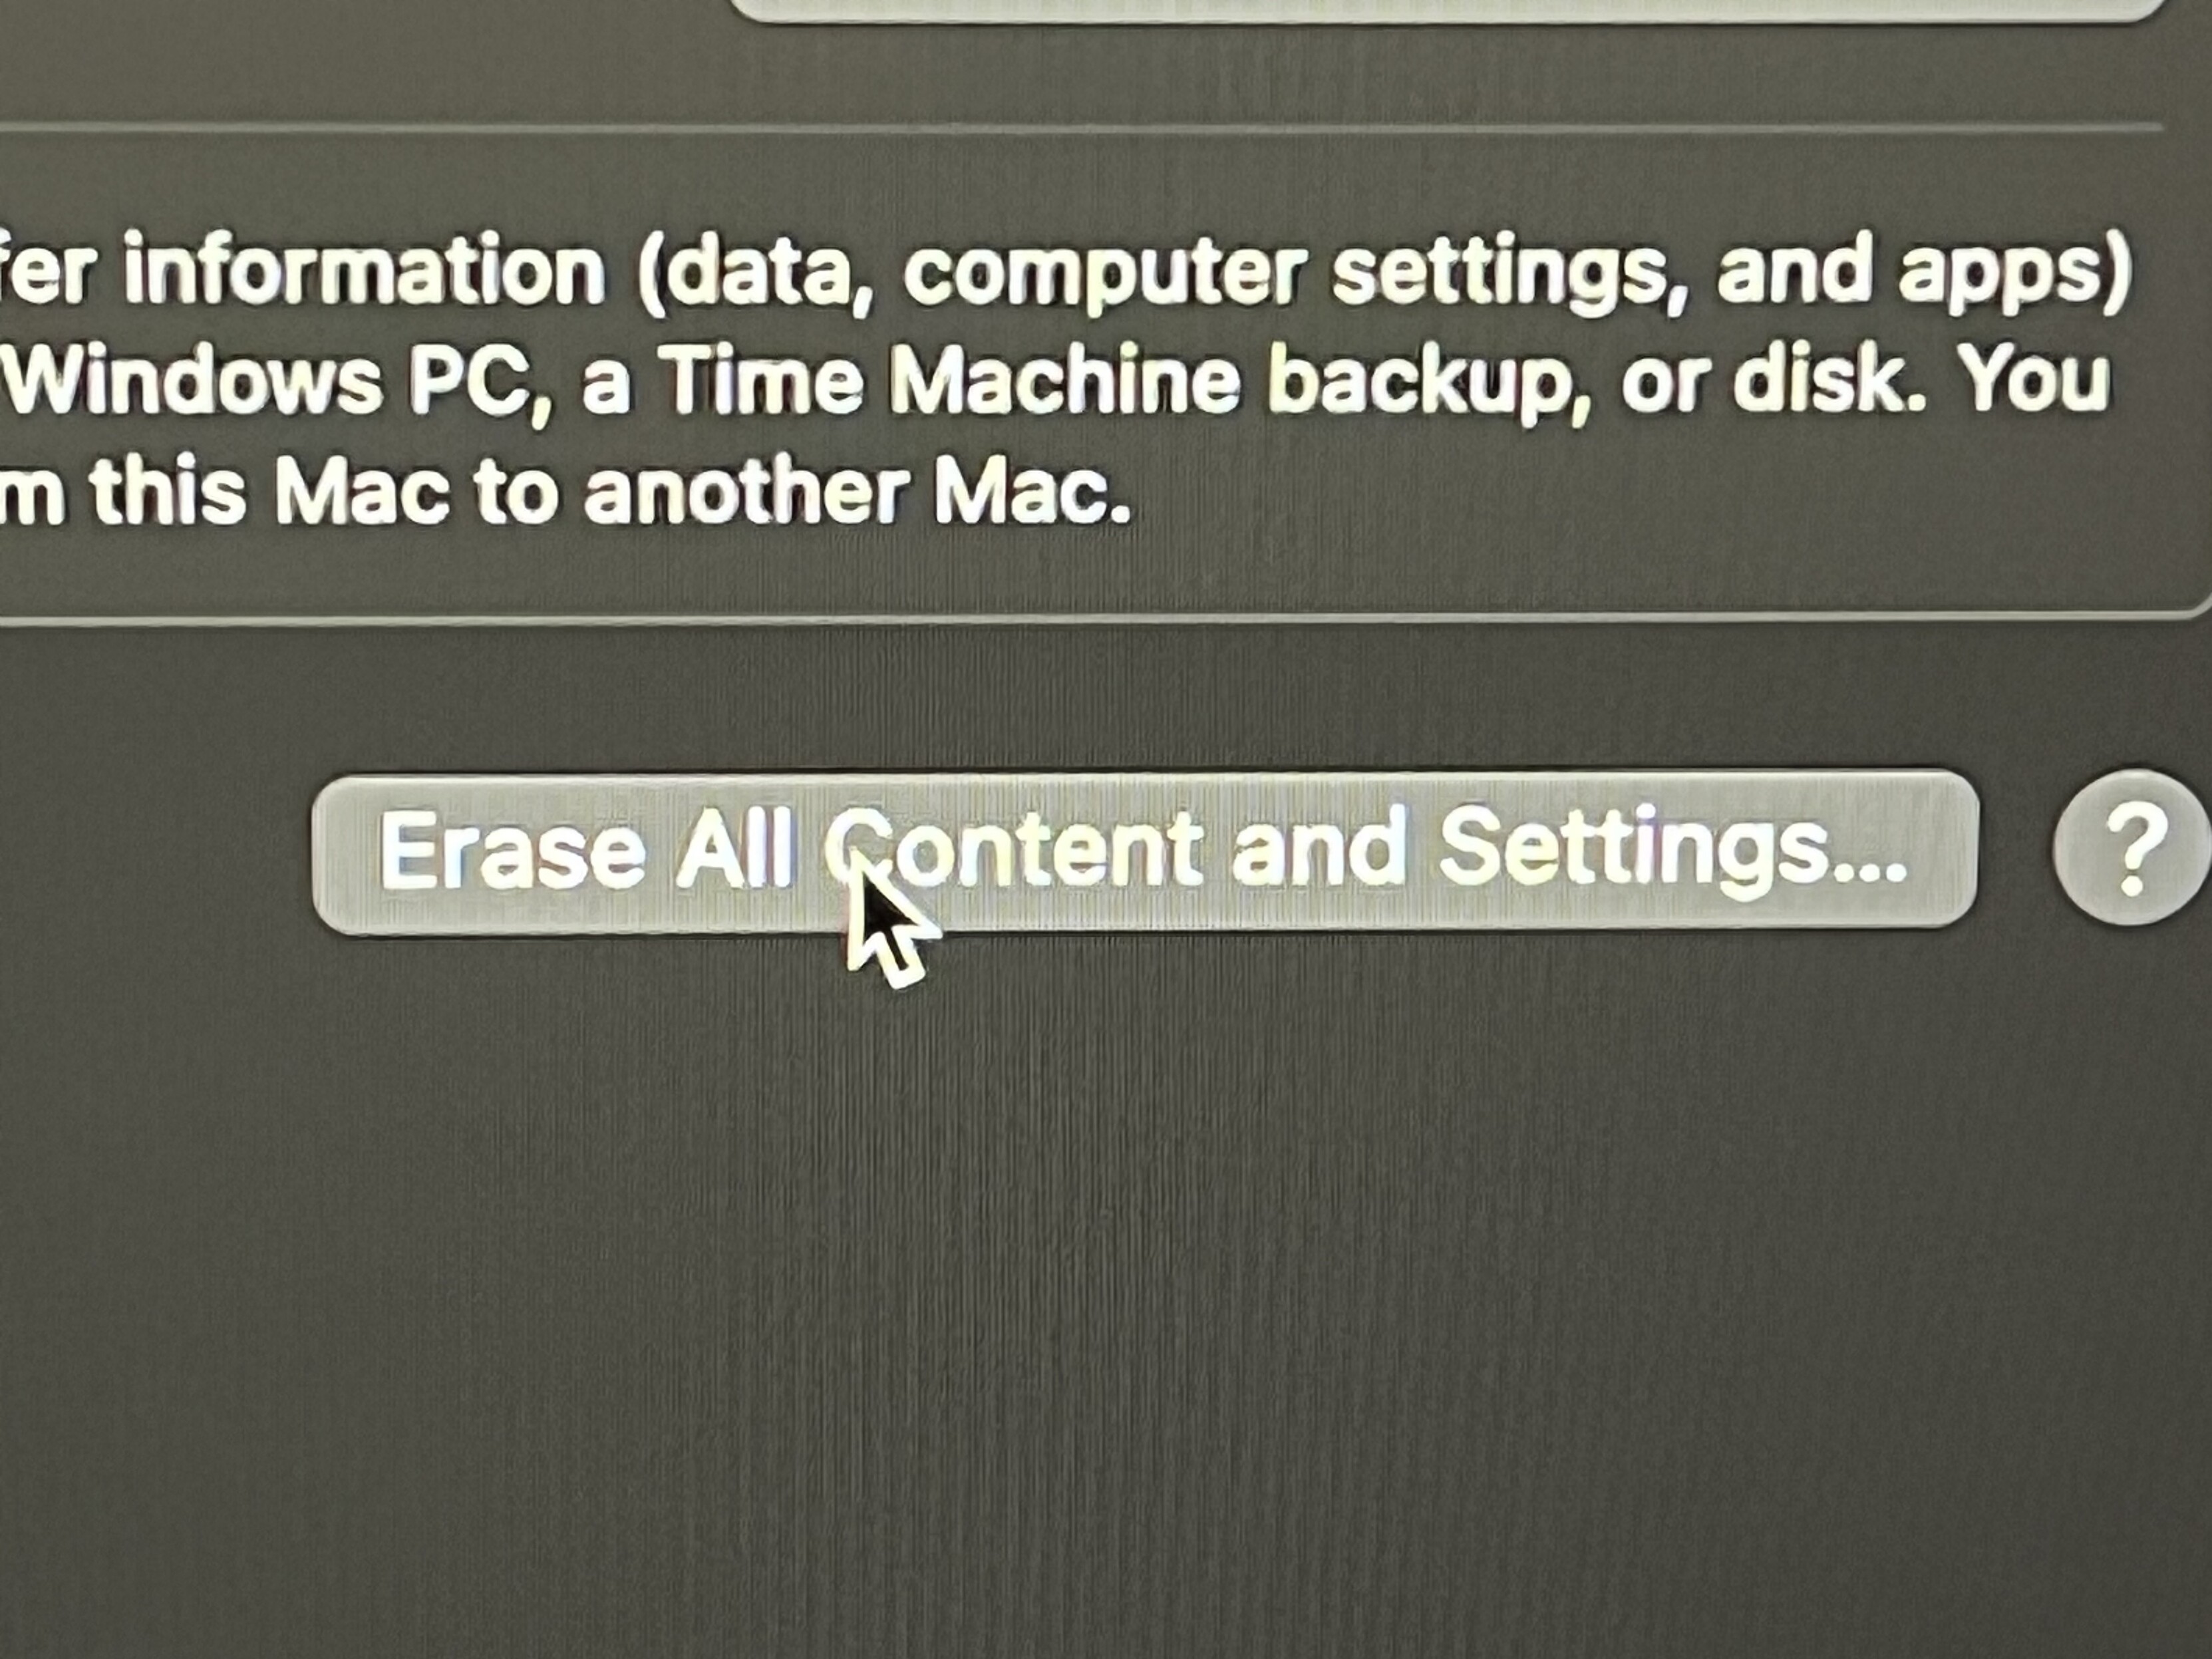 information (data, computer settings, and apps)
Windows PC, a Time Machine backup, or disk. You
this Mac to another Mac.
Erase All Content and Settings...
?